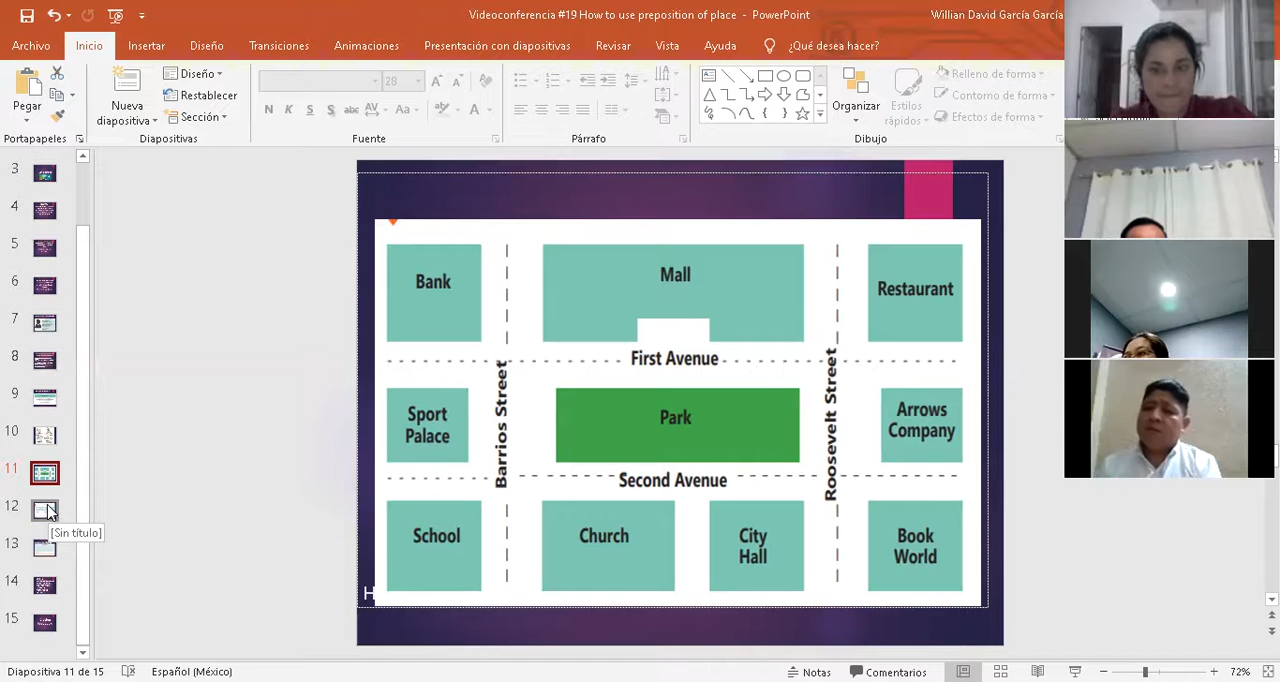 Videoconferencia #19 How to use preposition of place - PowerPoint
Willian David García García
Archivo
Inicio
Insertar
Diseño
Transiciones
Animaciones
Presentación con diapositivas
Revisar
Vista
Ayuda
¿Qué desea hacer?
Pegar
Nueva
diapositiva
Diseño
Restablecer
Sección
28
N K S S abc AV Aa A
Organizar
Estilos
rápidos
Relleno de forma
Contorno de forma
Efectos de forma
Portapapeles
Diapositivas
Fuente
Párrafo
Dibujo
3
4
5
6
7
8
9
10
11
12
13
14
15
[Sin título]
Bank
Mall
Restaurant
First Avenue
Barrios Street
Roosevelt Street
Sport
Palace
Park
Arrows
Company
Second Avenue
School
Church
City
Hall
Book
World
H
Diapositiva 11 de 15
Español (México)
Notas
Comentarios
72%